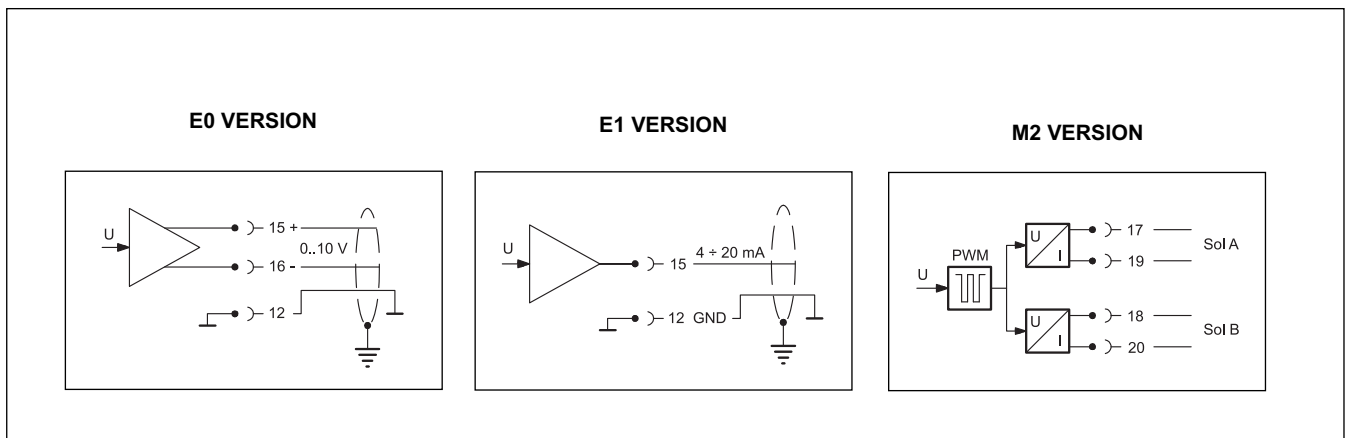 E0 VERSION
U
15 +
0..10 V
16 -
12
E1 VERSION
U
15
4 ÷ 20 mA
12 GND
M2 VERSION
U
PWM
U
I
17
19
Sol A
U
I
18
20
Sol B